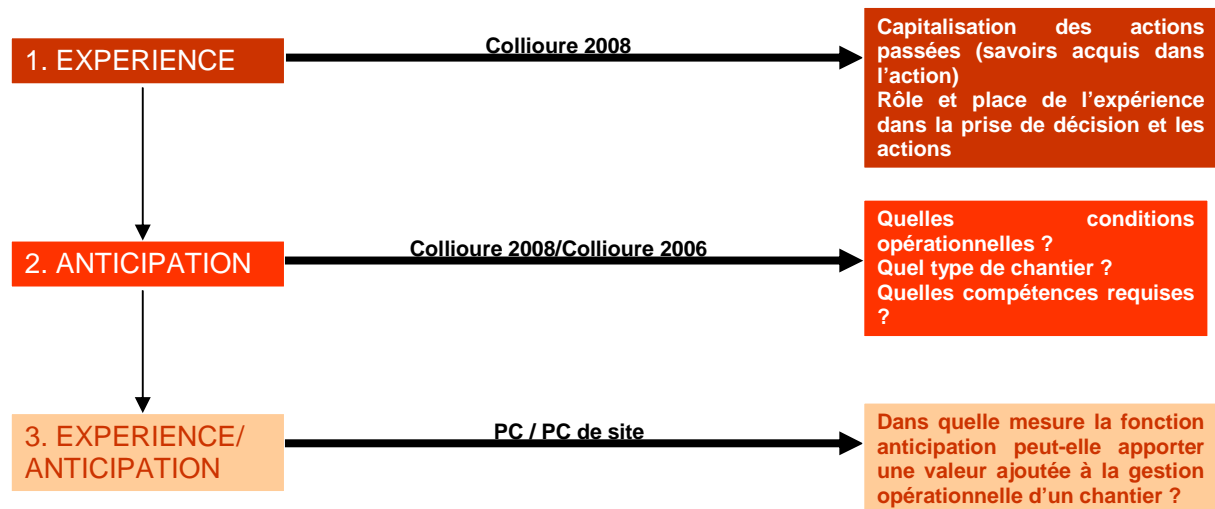 1. EXPERIENCE
Collioure 2008
Capitalisation des actions
passées (savoirs acquis dans
l'action)
Rôle et place de l'expérience
dans la prise de décision et les
actions
2. ANTICIPATION
Collioure 2008/Collioure 2006
Quelles conditions
opérationnelles ?
Quel type de chantier ?
Quelles compétences requises
?
3. EXPERIENCE/
ANTICIPATION
PC / PC de site
Dans quelle mesure la fonction
anticipation peut-elle apporter
une valeur ajoutée à la gestion
opérationnelle d'un chantier ?